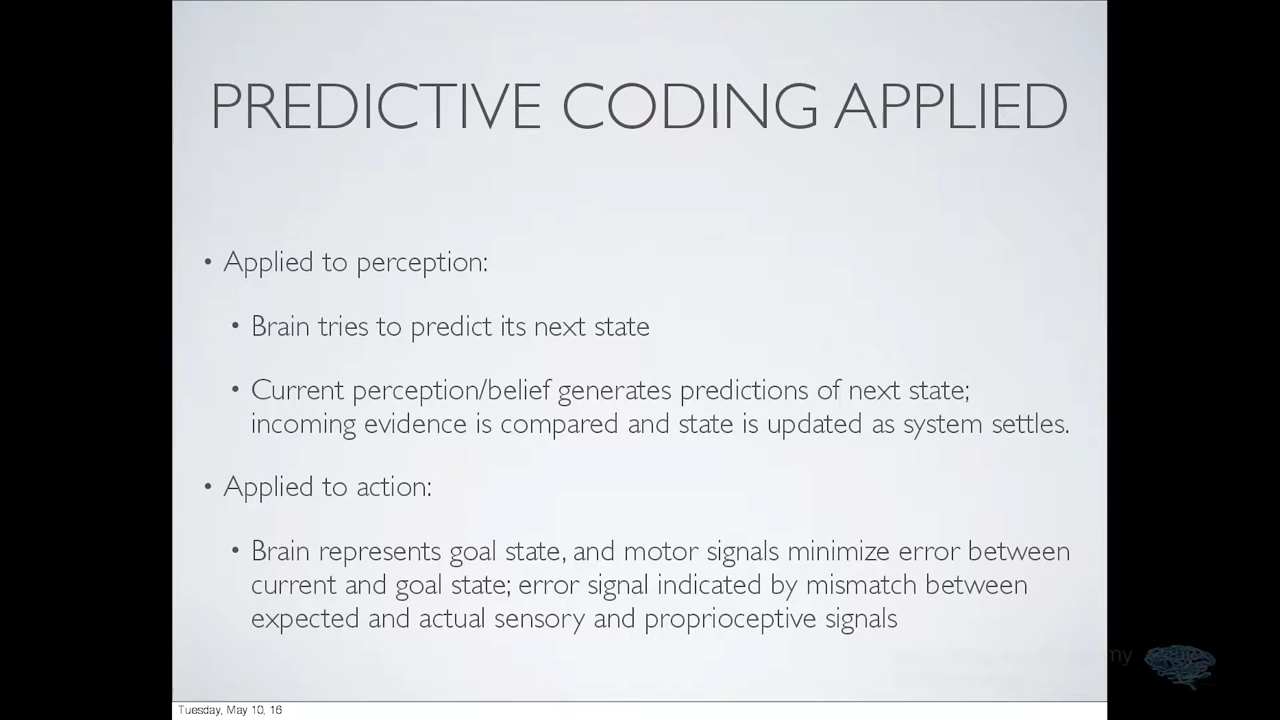 PREDICTIVE CODING APPLIED
• Applied to perception:
• Brain tries to predict its next state
• Current perception/belief generates predictions of next state;
incoming evidence is compared and state is updated as system settles.
• Applied to action:
• Brain represents goal state, and motor signals minimize error between
current and goal state; error signal indicated by mismatch between
expected and actual sensory and proprioceptive signals
Tuesday, May 10, 16